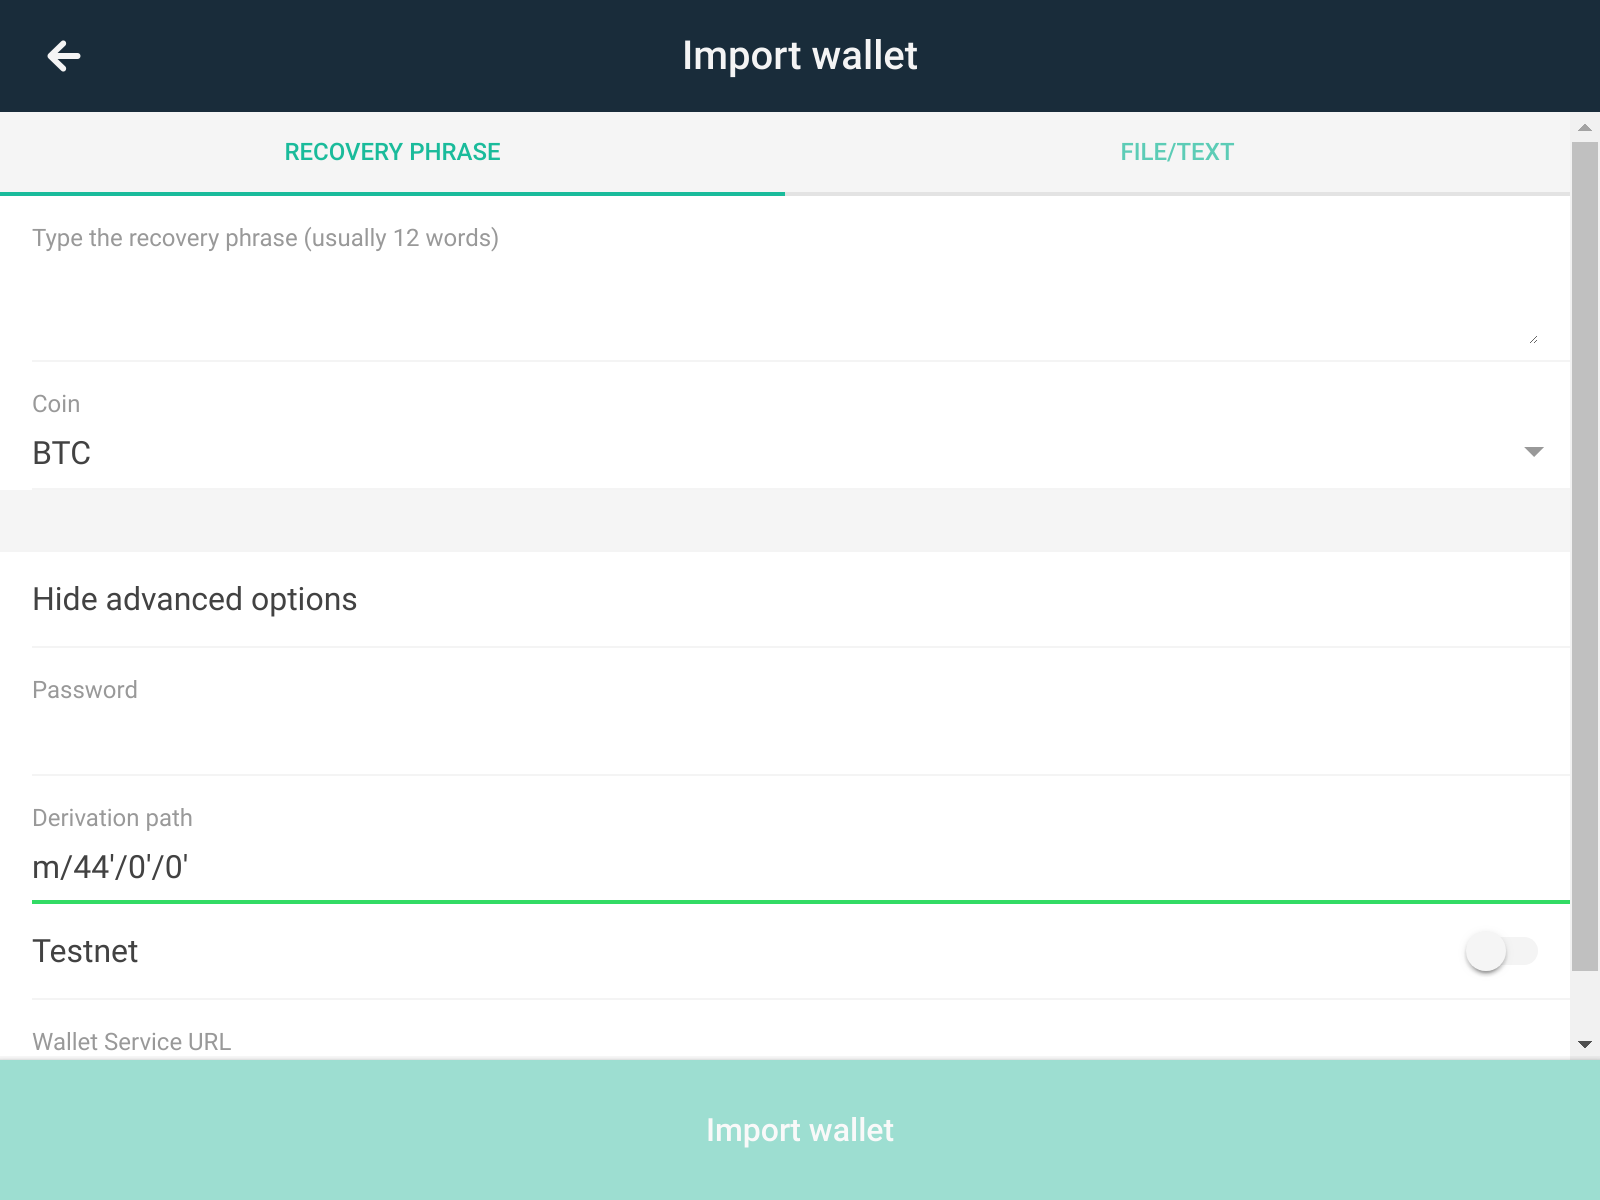 Import wallet
RECOVERY PHRASE
FILE/TEXT
Type the recovery phrase (usually 12 words)
Coin
BTC
Hide advanced options
Password
Derivation path
m/44'/0'/0'
Testnet
Wallet Service URL
Import wallet